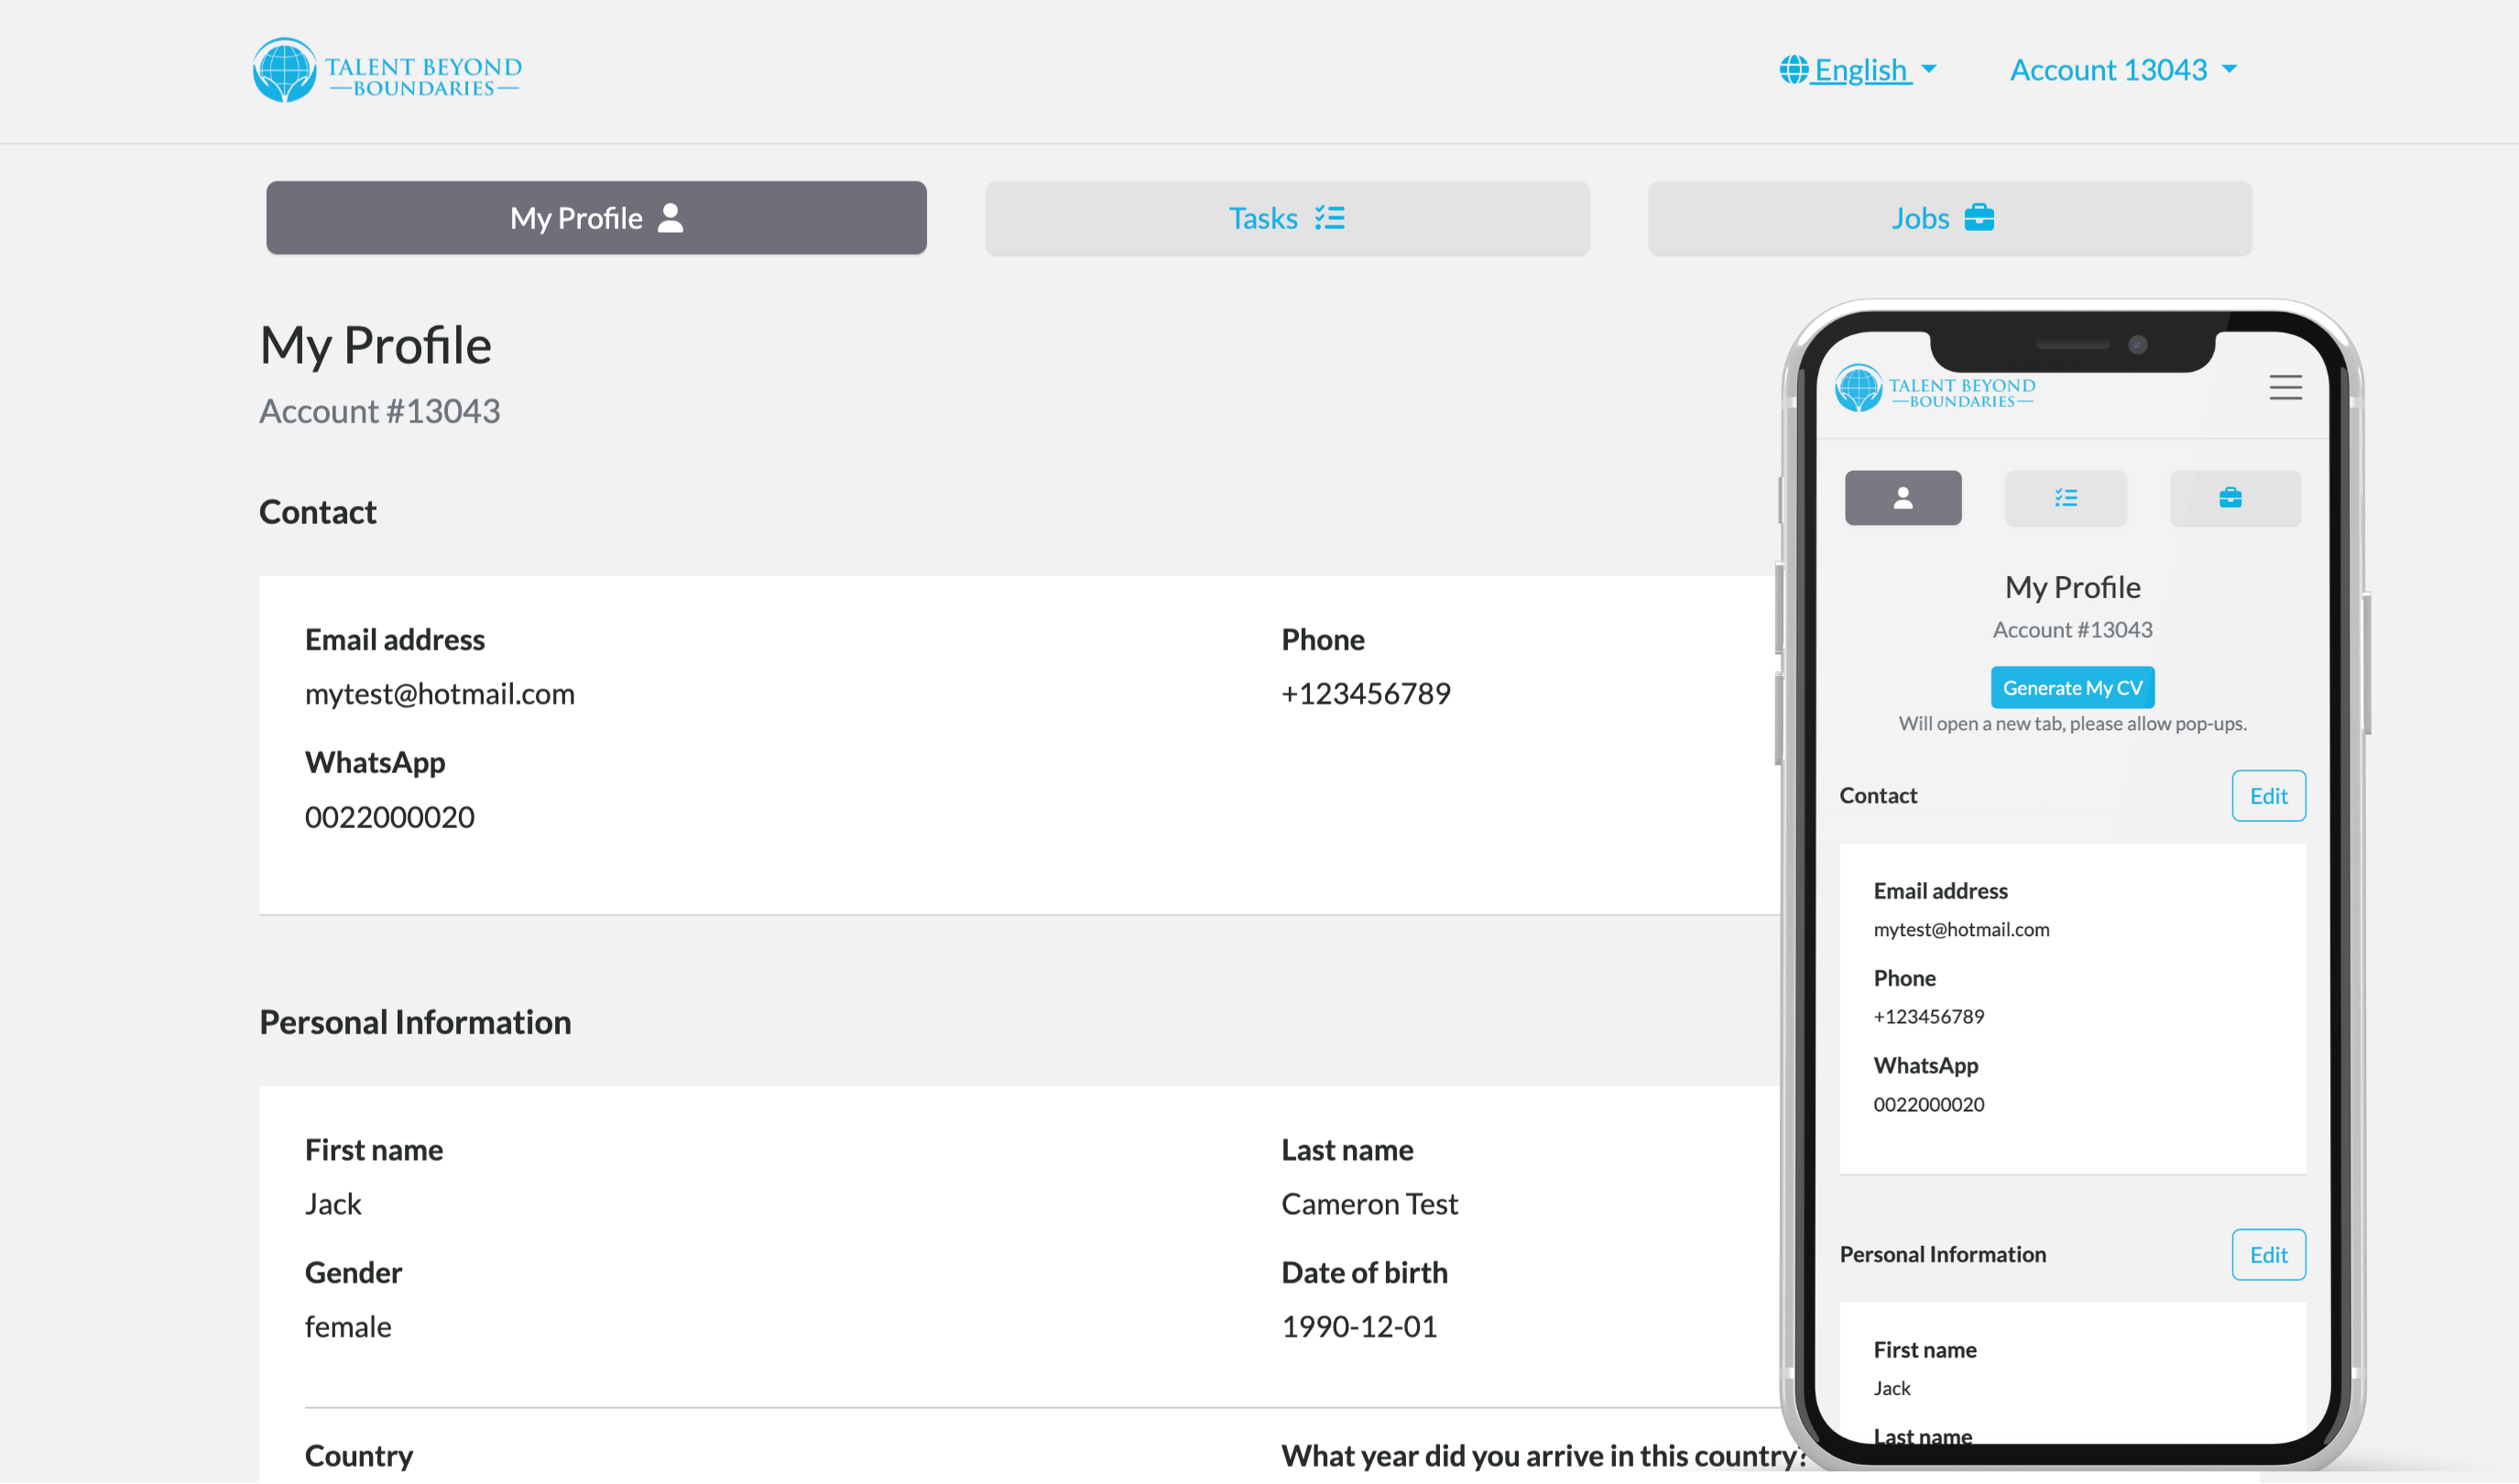 TALENT BEYOND
BOUNDARIES
English
Account 13043
My Profile
Tasks
Jobs
My Profile
Account #13043
Contact
Email address
Phone
mytest@hotmail.com
+123456789
WhatsApp
0022000020
Personal Information
First name
Last name
Jack
Cameron Test
Gender
Date of birth
female
1990-12-01
Country
What year did you arrive in this country?
TALENT BEYOND
BOUNDARIES
My Profile
Account #13043
Generate My CV
Will open a new tab, please allow pop-ups.
Contact
Edit
Email address
mytest@hotmail.com
Phone
+123456789
WhatsApp
0022000020
Personal Information
Edit
First name
Jack
Last name